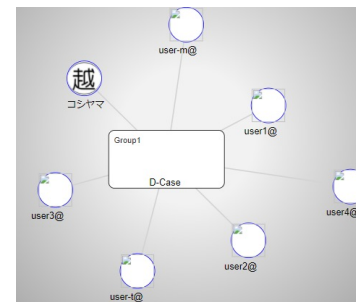 user-m@
越
コシヤマ
user1@
Group1
D-Case
user3@
user4@
user2@
user-t@